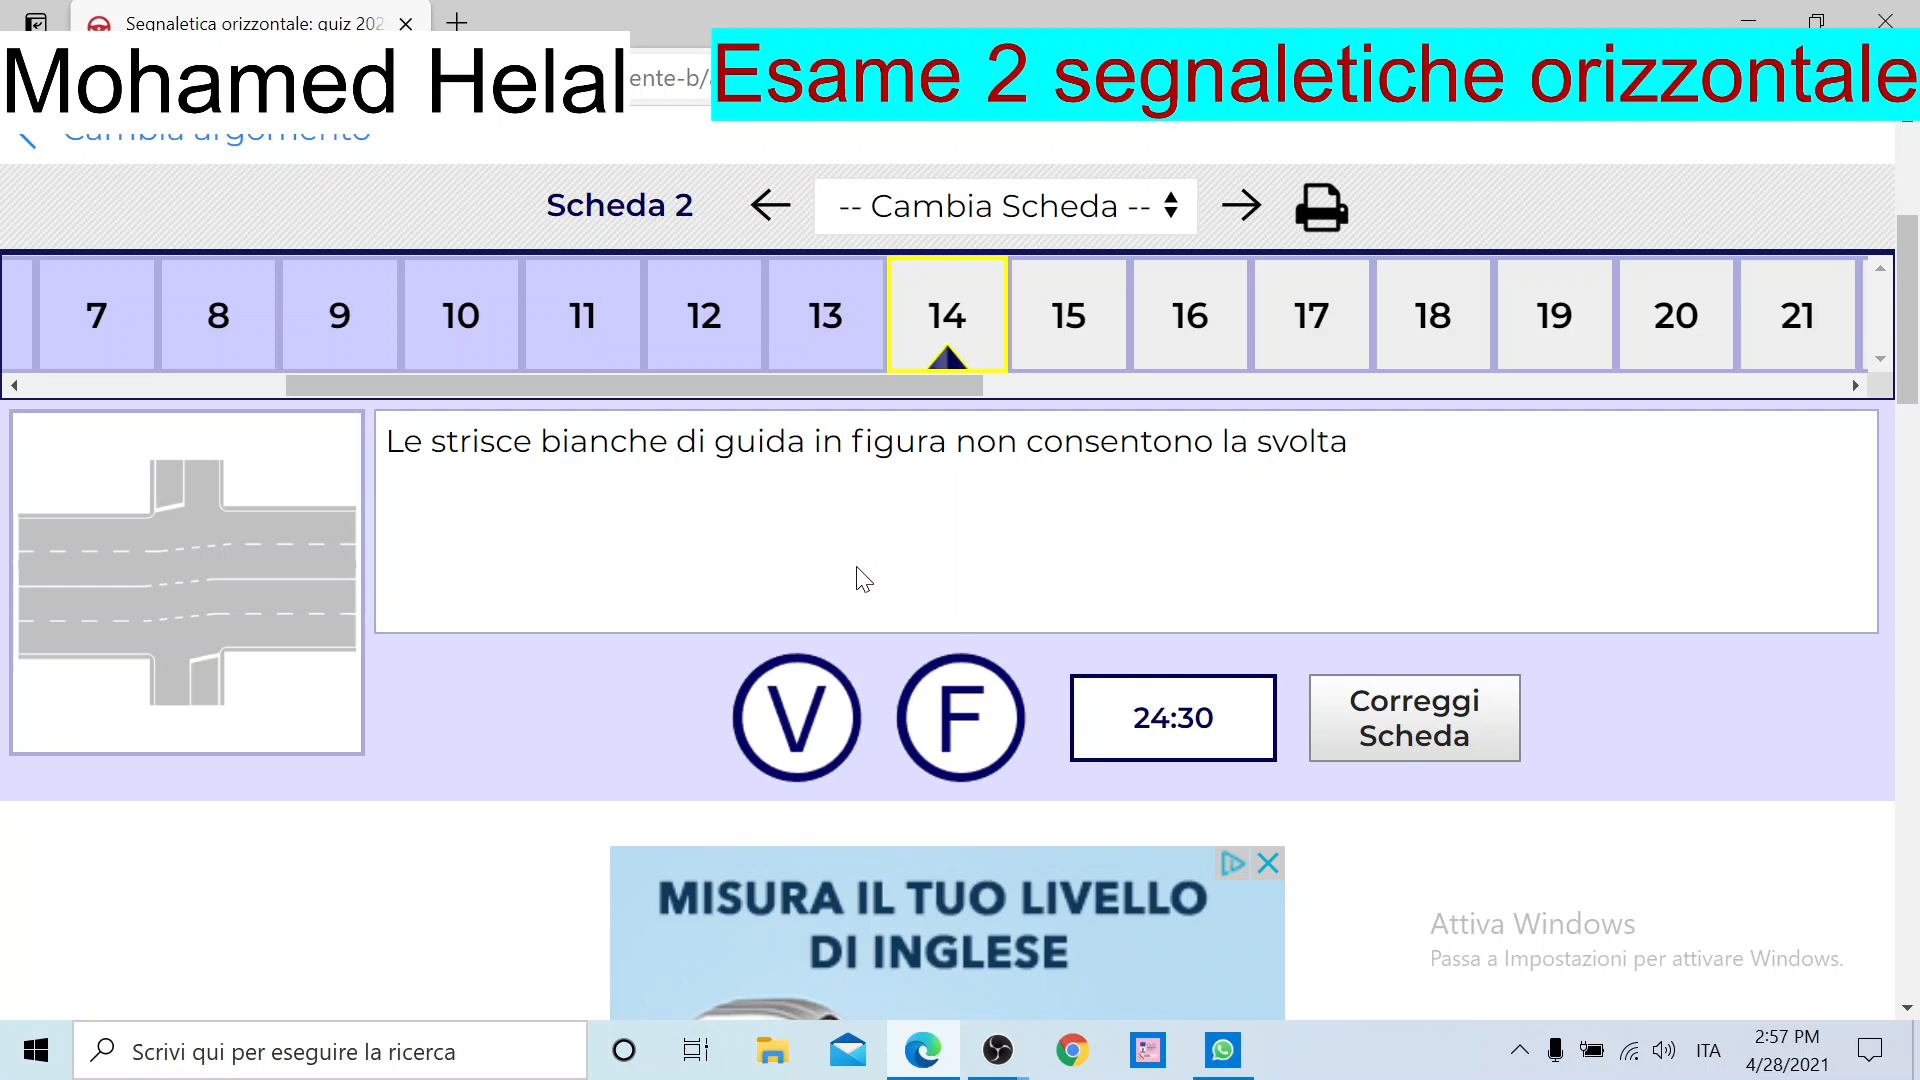 Segnaletica orizzontale: quiz 202
Mohamed Helal
ente-b/
Esame 2 segnaletiche orizzontale
Cambia argomento
Scheda 2
-- Cambia Scheda --
7 8 9 10 11 12 13 14 15 16 17 18 19 20 21
Le strisce bianche di guida in figura non consentono la svolta
V F
24:30
Correggi
Scheda
MISURA IL TUO LIVELLO
DI INGLESE
Attiva Windows
Passa a Impostazioni per attivare Windows.
Scrivi qui per eseguire la ricerca
ITA
2:57 PM
4/28/2021